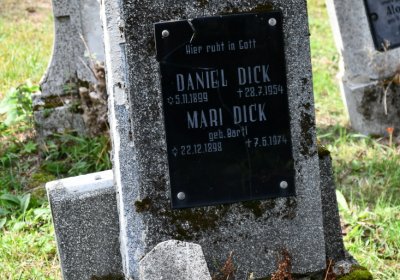 Hier ruht in Gott
DANIEL DICK
✩ 5.11.1899 ✝ 28.7.1954
MARI DICK
geb. Bartl
✩ 22.12.1898 ✝ 7.6.1974